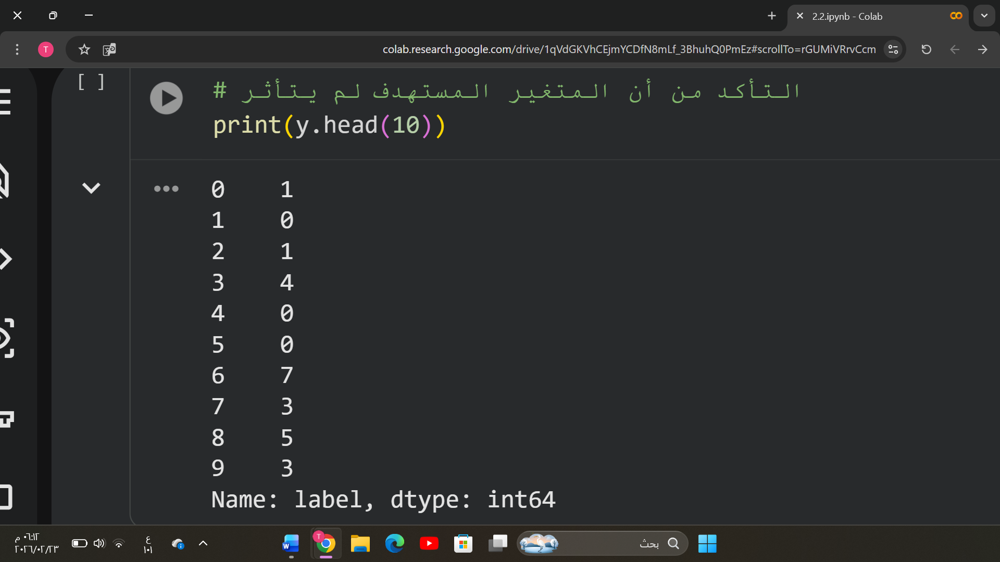 2.2.ipynb - Colab
T
colab.research.google.com/drive/1qVdGKVhCEjmYCDfN8mLf_3BhuhQ0PmEz#scrollTo=rGUMiVRrvCcm
[ ]
# التأكد من أن المتغير المستهدف لم يتأثر
print(y.head(10))
0    1
1    0
2    1
3    4
4    0
5    0
6    7
7    3
8    5
9    3
Name: label, dtype: int64
بحث
ع
١٠١
٠٦:١٢ م
٢٠٢٦/٠٢/٢٣